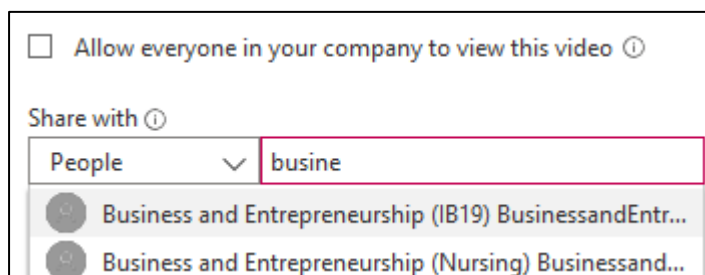 Allow everyone in your company to view this video
Share with
People busine
Business and Entrepreneurship (IB19) BusinessandEntr...
Business and Entrepreneurship (Nursing) Businessand...